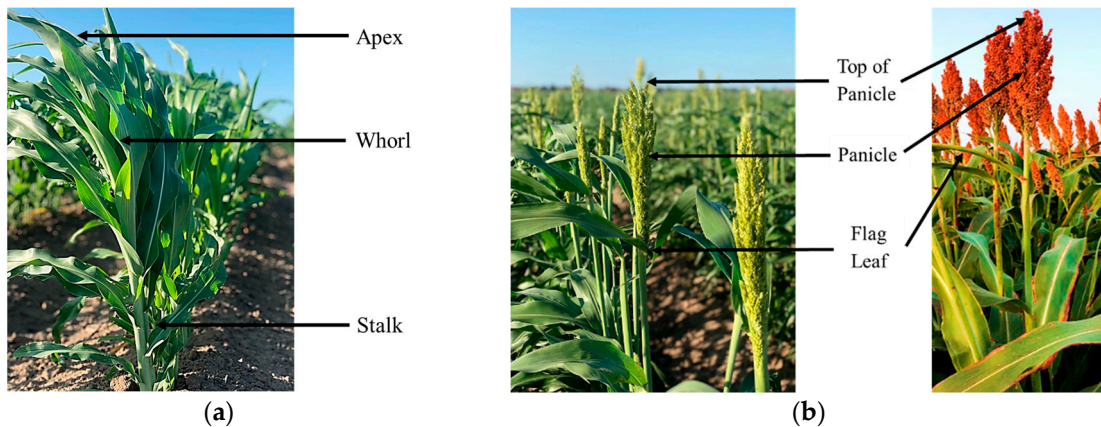 Apex
Whorl
Stalk
(a)
Top of
Panicle
Panicle
Flag
Leaf
(b)